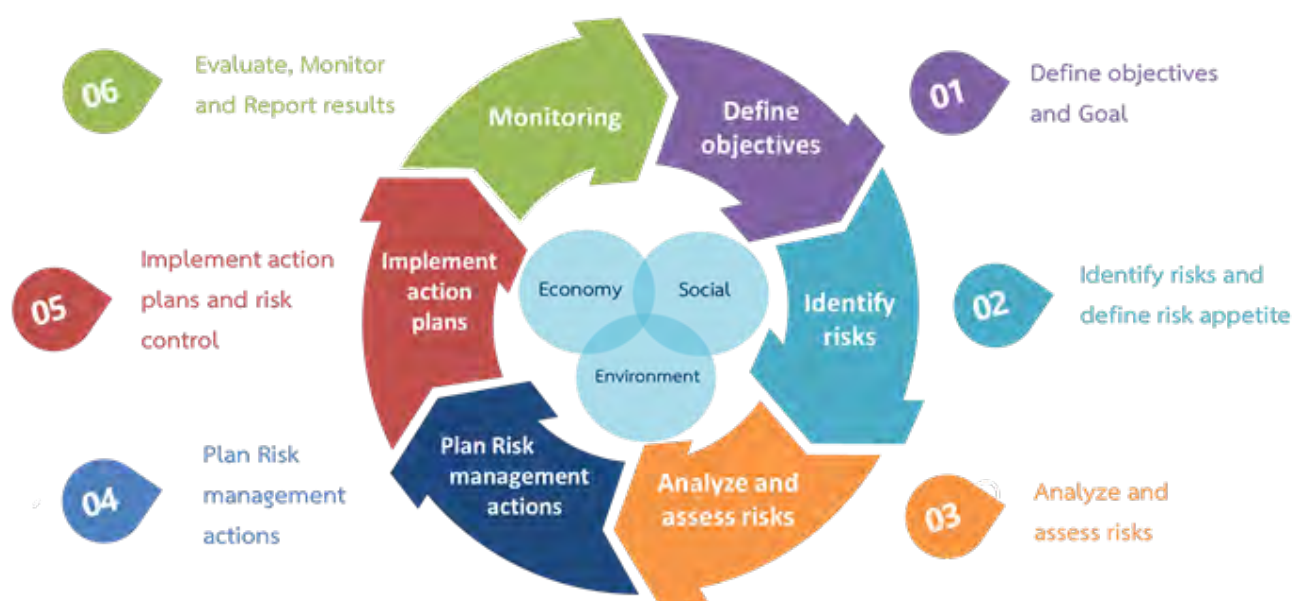 06
Evaluate, Monitor
and Report results
Monitoring
Define
objectives
01
Define objectives
and Goal
05
Implement action
plans and risk
control
Implement
action
plans
Economy
Social
Environment
Identify
risks
02
Identify risks and
define risk appetite
04
Plan Risk
management
actions
Plan Risk
management
actions
Analyze and
assess risks
03
Analyze and
assess risks